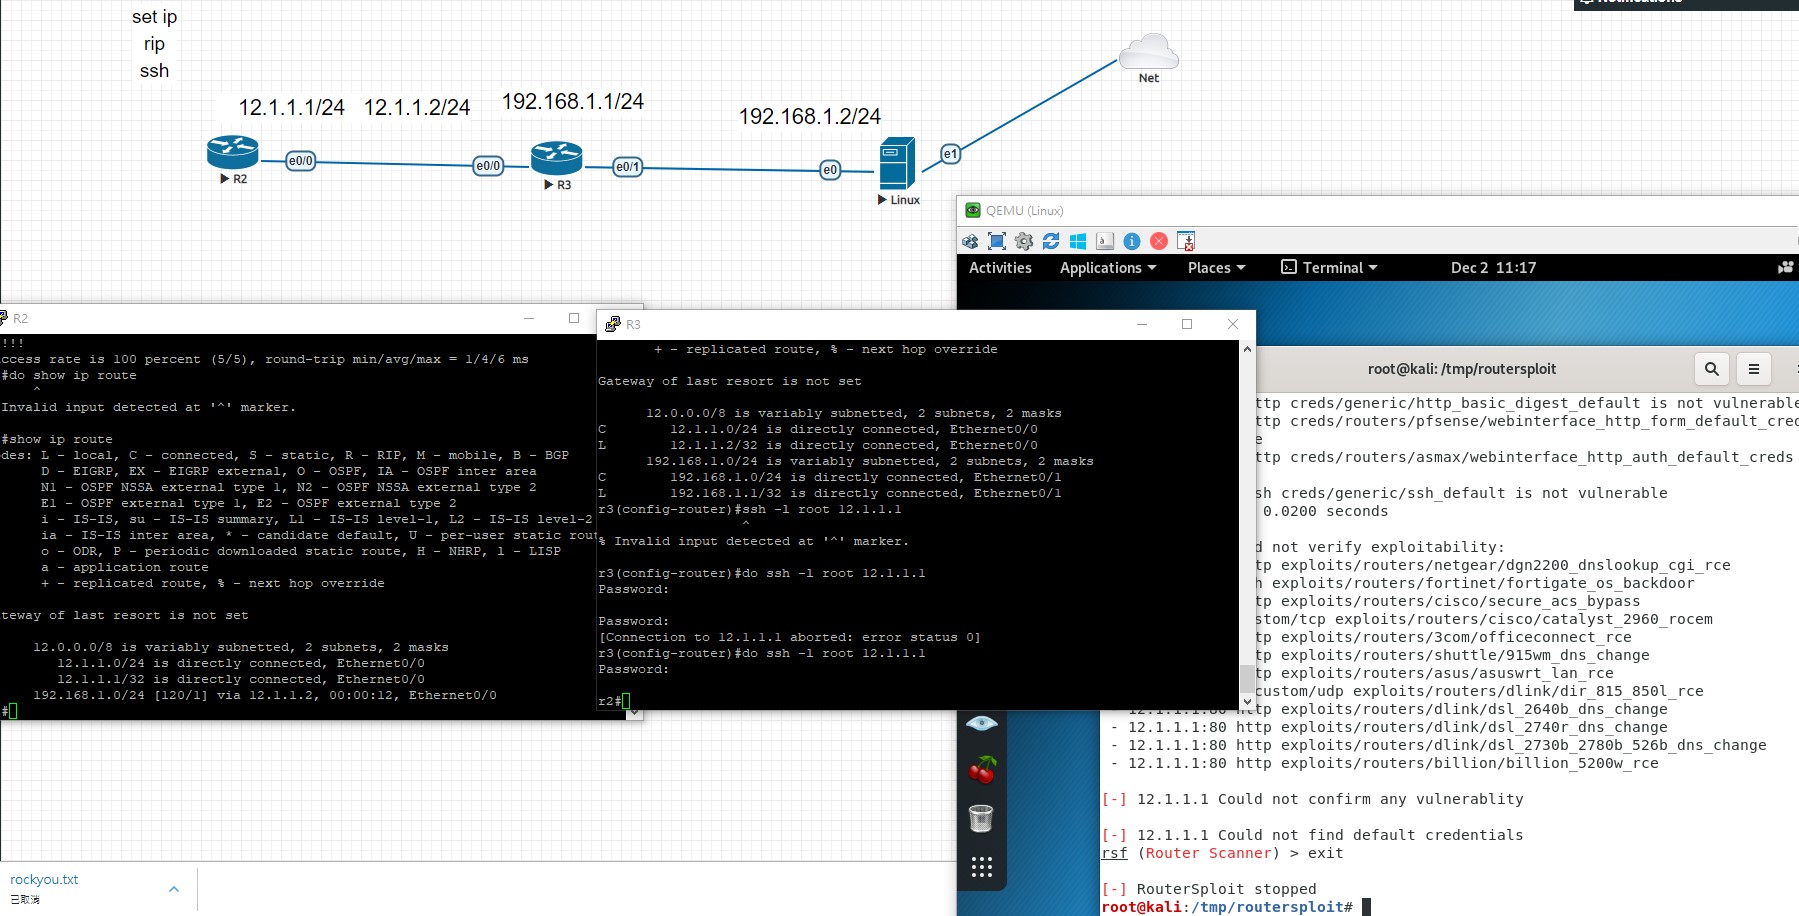 Notifications
set ip
rip
ssh
Net
12.1.1.1/24 12.1.1.2/24 192.168.1.1/24
192.168.1.2/24
e0/0 e0/0 e0/1 e0 e1
R2 R3 Linux
QEMU (Linux)
Activities Applications Places Terminal Dec 2 11:17
R2
!!!
ccess rate is 100 percent (5/5), round-trip min/avg/max = 1/4/6 ms
#do show ip route
^
Invalid input detected at '^' marker.
#show ip route
des: L - local, C - connected, S - static, R - RIP, M - mobile, B - BGP
D - EIGRP, EX - EIGRP external, O - OSPF, IA - OSPF inter area
N1 - OSPF NSSA external type 1, N2 - OSPF NSSA external type 2
E1 - OSPF external type 1, E2 - OSPF external type 2
i - IS-IS, su - IS-IS summary, L1 - IS-IS level-1, L2 - IS-IS level-2
ia - IS-IS inter area, * - candidate default, U - per-user static rout
o - ODR, P - periodic downloaded static route, H - NHRP, l - LISP
a - application route
+ - replicated route, % - next hop override
teway of last resort is not set
12.0.0.0/8 is variably subnetted, 2 subnets, 2 masks
12.1.1.0/24 is directly connected, Ethernet0/0
12.1.1.1/32 is directly connected, Ethernet0/0
192.168.1.0/24 [120/1] via 12.1.1.2, 00:00:12, Ethernet0/0
#
R3
+ - replicated route, % - next hop override
Gateway of last resort is not set
12.0.0.0/8 is variably subnetted, 2 subnets, 2 masks
C 12.1.1.0/24 is directly connected, Ethernet0/0
L 12.1.1.2/32 is directly connected, Ethernet0/0
192.168.1.0/24 is variably subnetted, 2 subnets, 2 masks
C 192.168.1.0/24 is directly connected, Ethernet0/1
L 192.168.1.1/32 is directly connected, Ethernet0/1
r3(config-router)#ssh -l root 12.1.1.1
^
% Invalid input detected at '^' marker.
r3(config-router)#do ssh -l root 12.1.1.1
Password:
Password:
[Connection to 12.1.1.1 aborted: error status 0]
r3(config-router)#do ssh -l root 12.1.1.1
Password:
r2#
root@kali: /tmp/routersploit
ttp creds/generic/http_basic_digest_default is not vulnerable
ttp creds/routers/pfsense/webinterface_http_form_default_cred
e
ttp creds/routers/asmax/webinterface_http_auth_default_creds
sh creds/generic/ssh_default is not vulnerable
0.0200 seconds
d not verify exploitability:
tp exploits/routers/netgear/dgn2200_dnslookup_cgi_rce
h exploits/routers/fortinet/fortigate_os_backdoor
tp exploits/routers/cisco/secure_acs_bypass
stom/tcp exploits/routers/cisco/catalyst_2960_rocem
tp exploits/routers/3com/officeconnect_rce
tp exploits/routers/shuttle/915wm_dns_change
tp exploits/routers/asus/asuswrt_lan_rce
custom/udp exploits/routers/dlink/dir_815_850l_rce
- 12.1.1.1:80 http exploits/routers/dlink/dsl_2640b_dns_change
- 12.1.1.1:80 http exploits/routers/dlink/dsl_2740r_dns_change
- 12.1.1.1:80 http exploits/routers/dlink/dsl_2730b_2780b_526b_dns_change
- 12.1.1.1:80 http exploits/routers/billion/billion_5200w_rce
[-] 12.1.1.1 Could not confirm any vulnerablity
[-] 12.1.1.1 Could not find default credentials
rsf (Router Scanner) > exit
[-] RouterSploit stopped
root@kali:/tmp/routersploit#
rockyou.txt
已取消